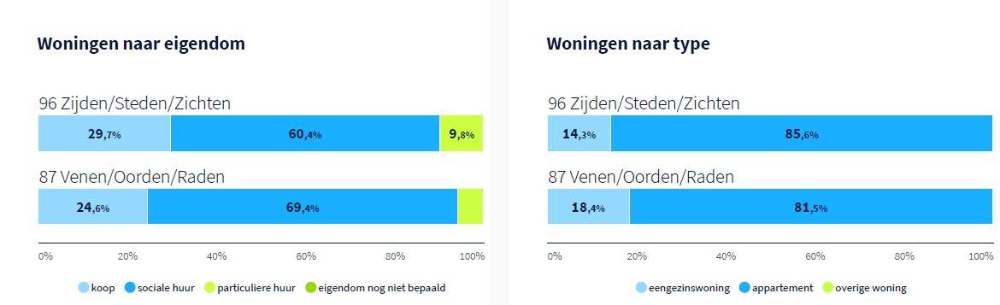 Woningen naar eigendom
96 Zijden/Steden/Zichten
29,7% 60,4% 9,8%
87 Venen/Oorden/Raden
24,6% 69,4%
0% 20% 40% 60% 80% 100%
koop sociale huur particuliere huur eigendom nog niet bepaald
Woningen naar type
96 Zijden/Steden/Zichten
14,3% 85,6%
87 Venen/Oorden/Raden
18,4% 81,5%
0% 20% 40% 60% 80% 100%
eengezinswoning appartement overige woning